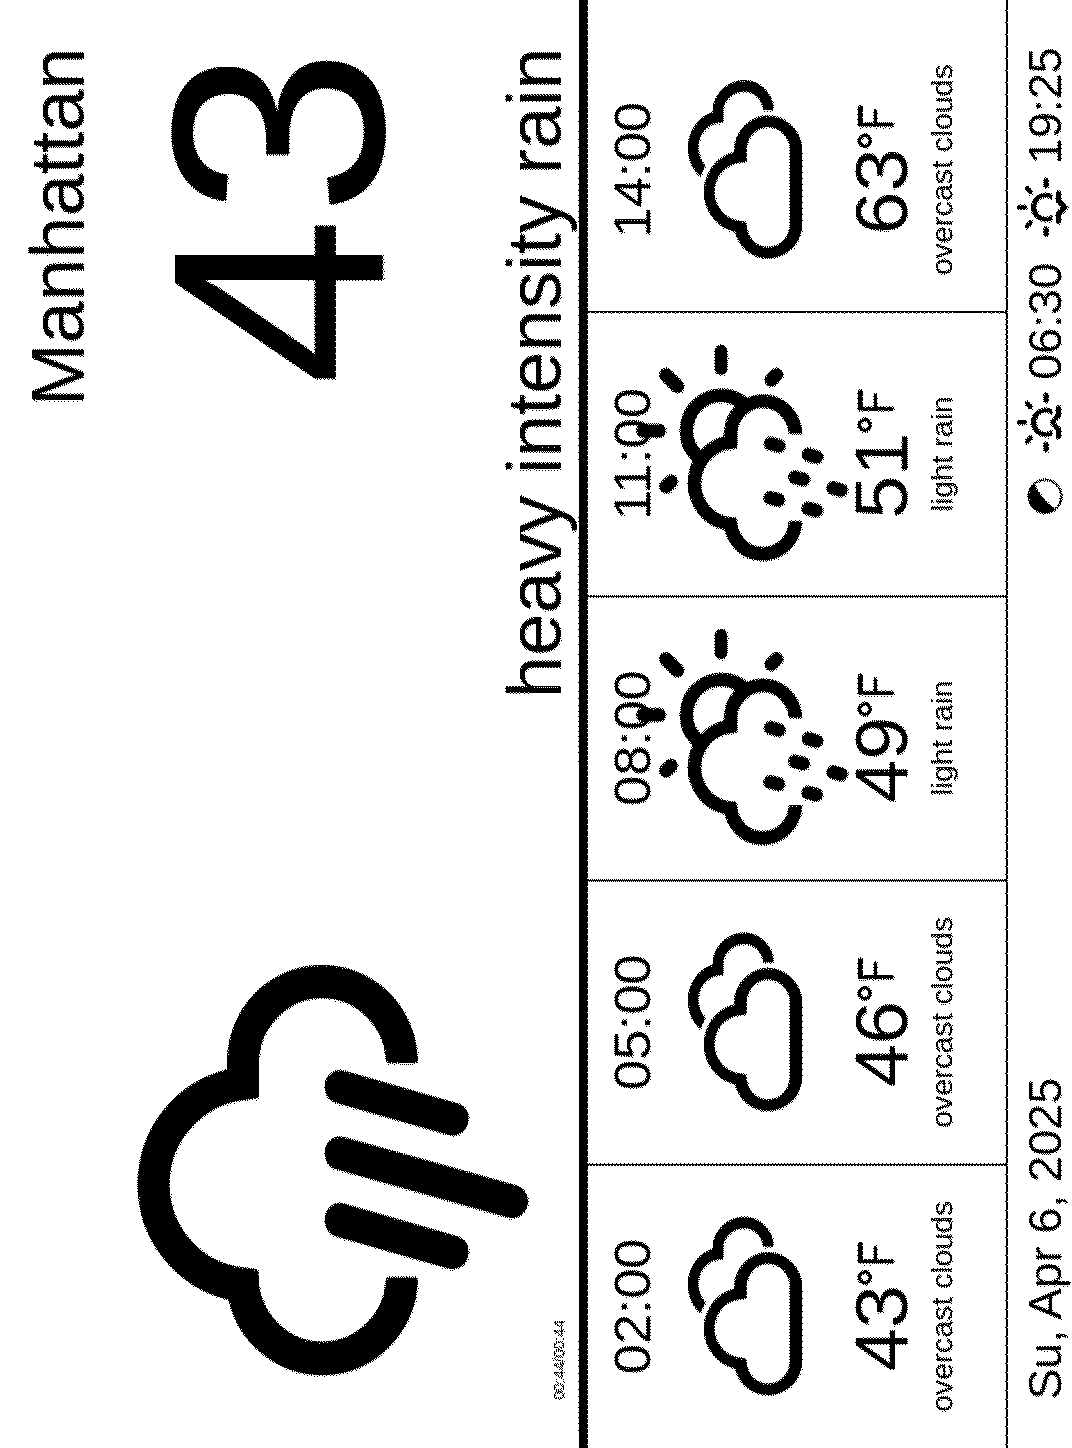 Manhattan
43
heavy intensity rain
00:44/00:44
02:00
43°F
overcast clouds
05:00
46°F
overcast clouds
08:00
49°F
light rain
11:00
51°F
light rain
14:00
63°F
overcast clouds
Su, Apr 6, 2025
06:30
19:25